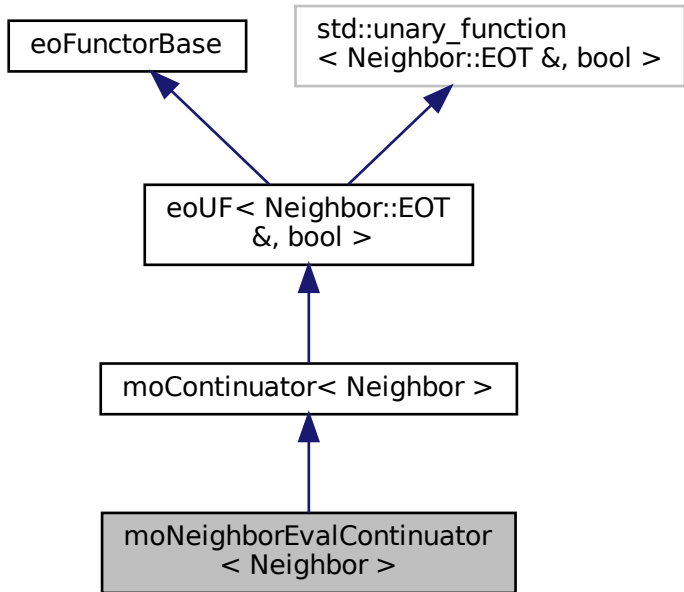 eoFunctorBase
std::unary_function
< Neighbor::EOT &, bool >
eoUF< Neighbor::EOT
&, bool >
moContinuator< Neighbor >
moNeighborEvalContinuator
< Neighbor >